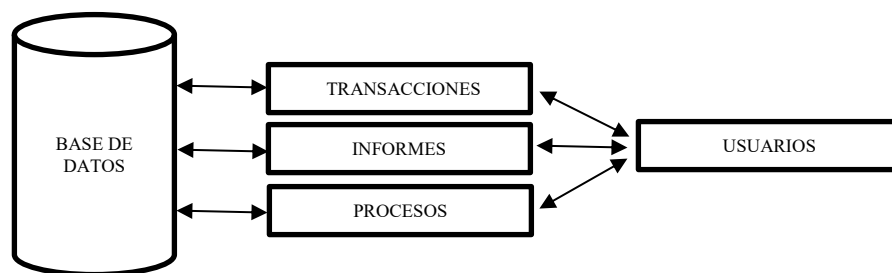 TRANSACCIONES
BASE DE
DATOS
INFORMES
USUARIOS
PROCESOS